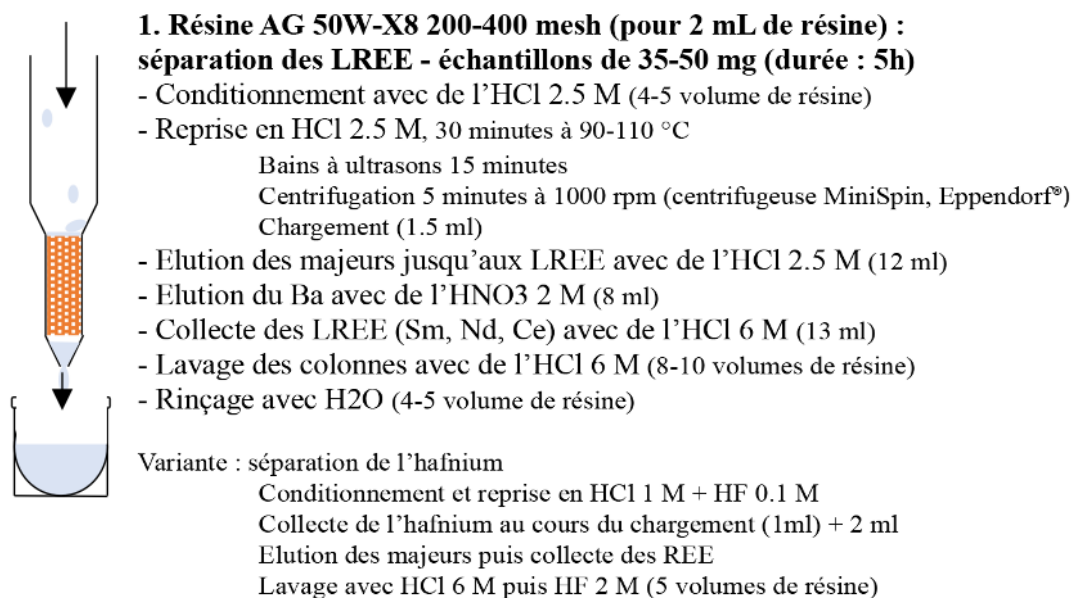 1. Résine AG 50W-X8 200-400 mesh (pour 2 mL de résine) :
séparation des LREE - échantillons de 35-50 mg (durée : 5h)
- Conditionnement avec de l'HCl 2.5 M (4-5 volume de résine)
- Reprise en HCl 2.5 M, 30 minutes à 90-110 °C
Bains à ultrasons 15 minutes
Centrifugation 5 minutes à 1000 rpm (centrifugeuse MiniSpin, Eppendorf®)
Chargement (1.5 ml)
- Elution des majeurs jusqu'aux LREE avec de l'HCl 2.5 M (12 ml)
- Elution du Ba avec de l'HNO3 2 M (8 ml)
- Collecte des LREE (Sm, Nd, Ce) avec de l'HCl 6 M (13 ml)
- Lavage des colonnes avec de l'HCl 6 M (8-10 volumes de résine)
- Rinçage avec H2O (4-5 volume de résine)
Variante : séparation de l'hafnium
Conditionnement et reprise en HCl 1 M + HF 0.1 M
Collecte de l'hafnium au cours du chargement (1ml) + 2 ml
Elution des majeurs puis collecte des REE
Lavage avec HCl 6 M puis HF 2 M (5 volumes de résine)